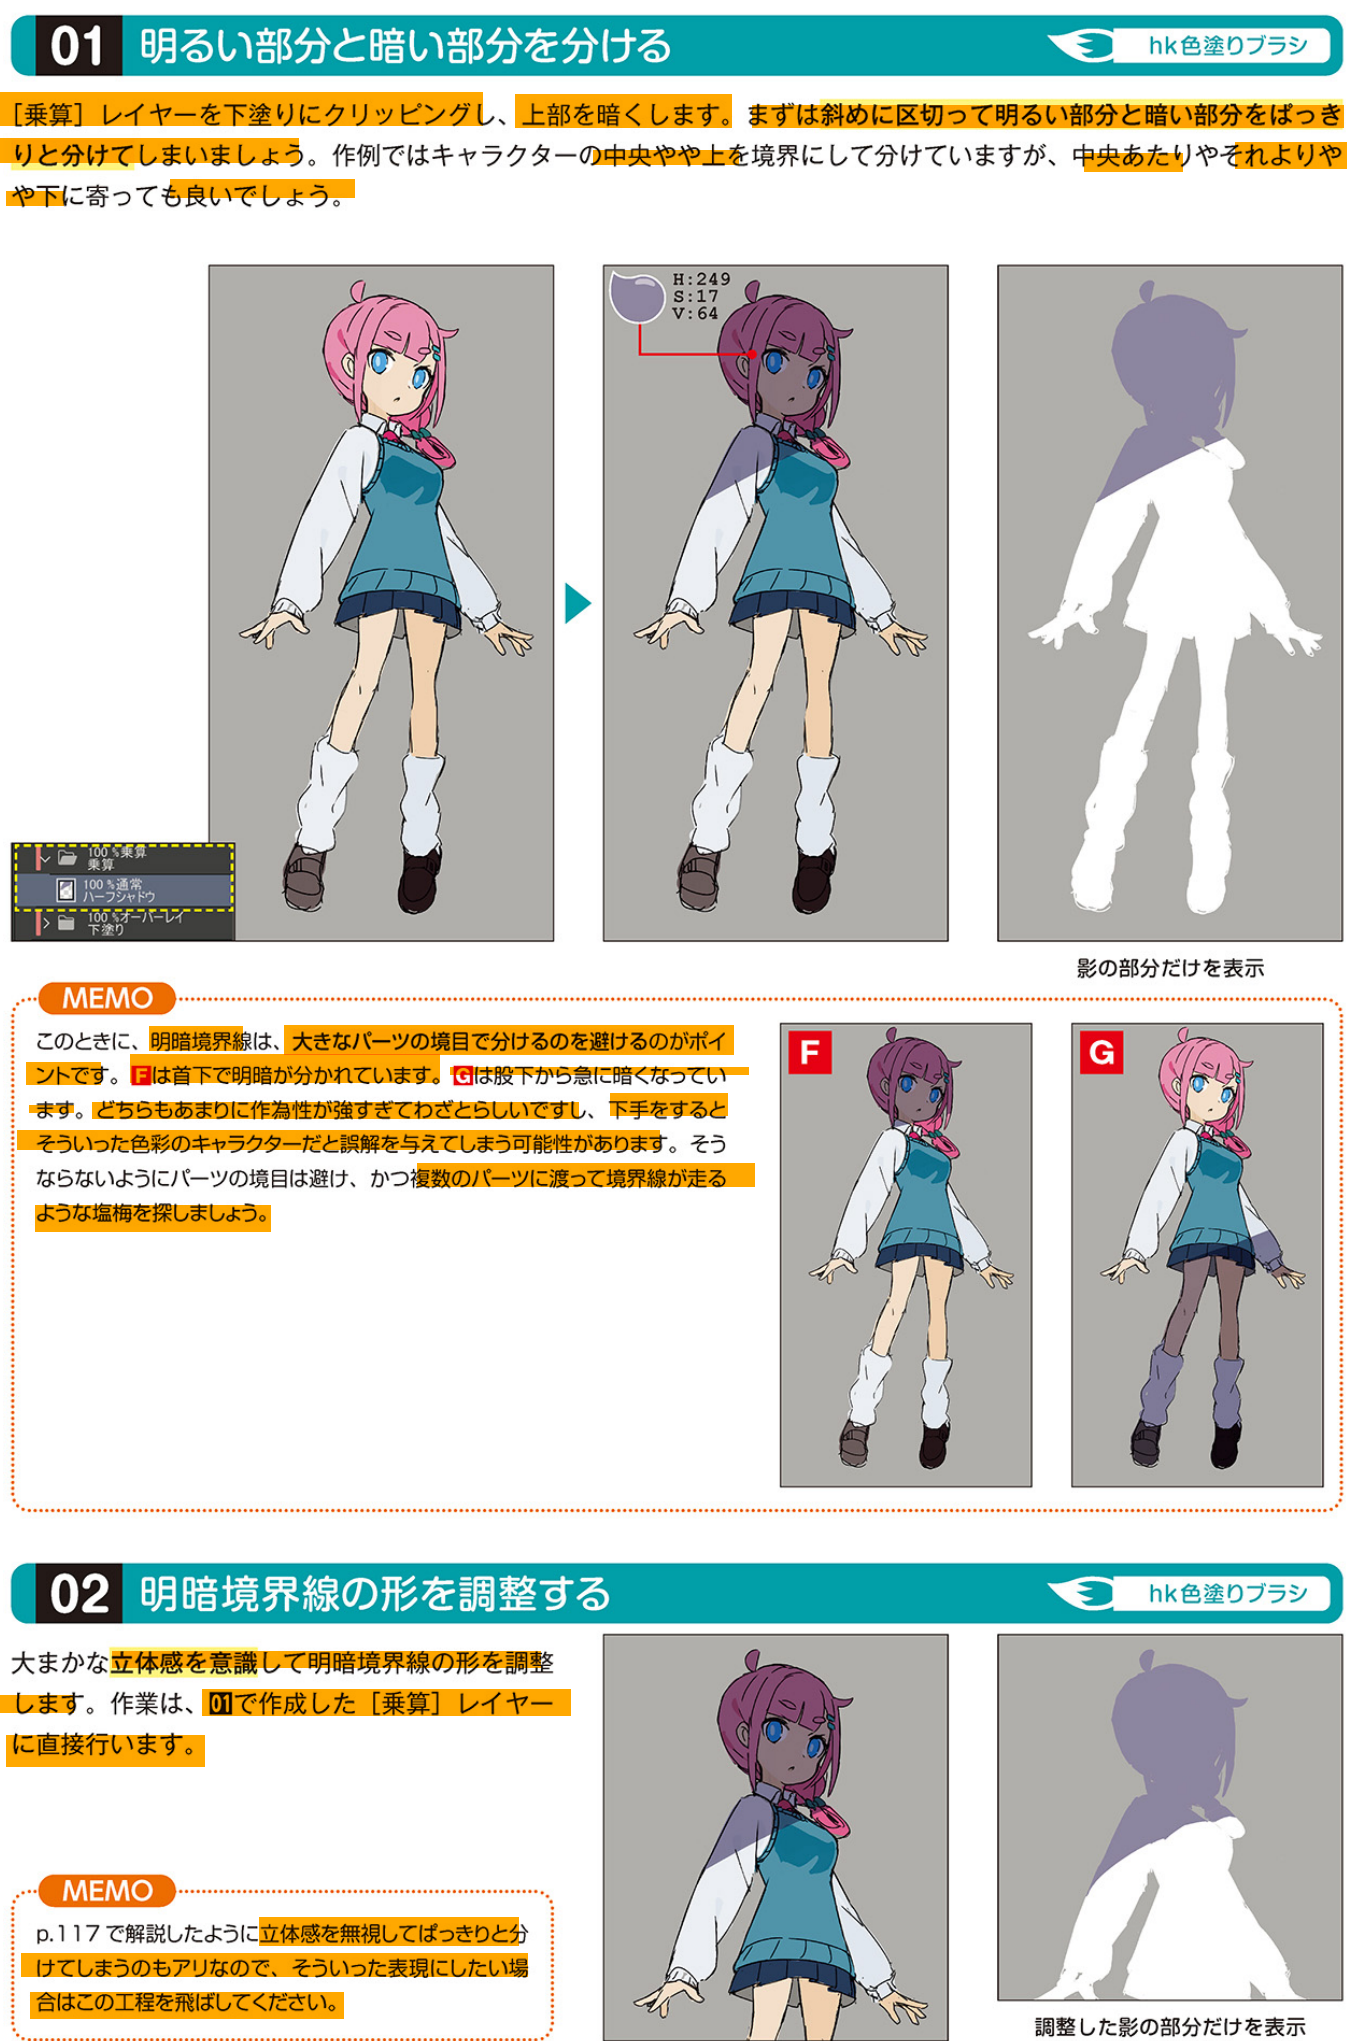 01 明るい部分と暗い部分を分ける
hk色塗りブラシ
［乗算］レイヤーを下塗りにクリッピングし、上部を暗くします。まずは斜めに区切って明るい部分と暗い部分をぱっき
りと分けてしまいましょう。作例ではキャラクターの中央やや上を境界にして分けていますが、中央あたりやそれよりや
や下に寄っても良いでしょう。
H:249
S:17
V:64
100 %乗算
乗算
100 %通常
ハーフシャドウ
100 %オーバーレイ
下塗り
影の部分だけを表示
MEMO
このときに、明暗境界線は、大きなパーツの境目で分けるのを避けるのがポイ
ントです。Fは首下で明暗が分かれています。Gは股下から急に暗くなってい
ます。どちらもあまりに作為性が強すぎてわざとらしいですし、下手をすると
そういった色彩のキャラクターだと誤解を与えてしまう可能性があります。そう
ならないようにパーツの境目は避け、かつ複数のパーツに渡って境界線が走る
ような塩梅を探しましょう。
F
G
02 明暗境界線の形を調整する
hk色塗りブラシ
大まかな立体感を意識して明暗境界線の形を調整
します。作業は、01で作成した［乗算］レイヤー
に直接行います。
MEMO
p.117で解説したように立体感を無視してぱっきりと分
けてしまうのもアリなので、そういった表現にしたい場
合はこの工程を飛ばしてください。
調整した影の部分だけを表示